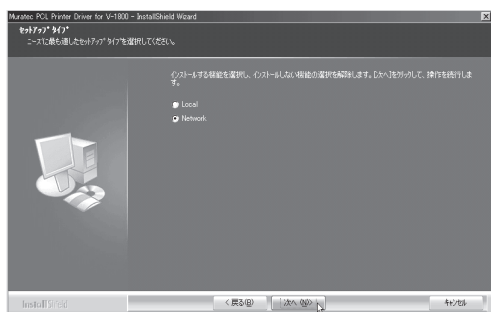 Muratec PCL Printer Driver for V-1800 - InstallShield Wizard
セットアップ タイプ
ニーズに最も適したセットアップ タイプを選択してください。
インストールする機能を選択し、インストールしない機能の選択を解除します。[次へ]をクリックして、操作を続行しま
す。
Local
Network
InstallShield
< 戻る(B)
次へ (N)>
キャンセル